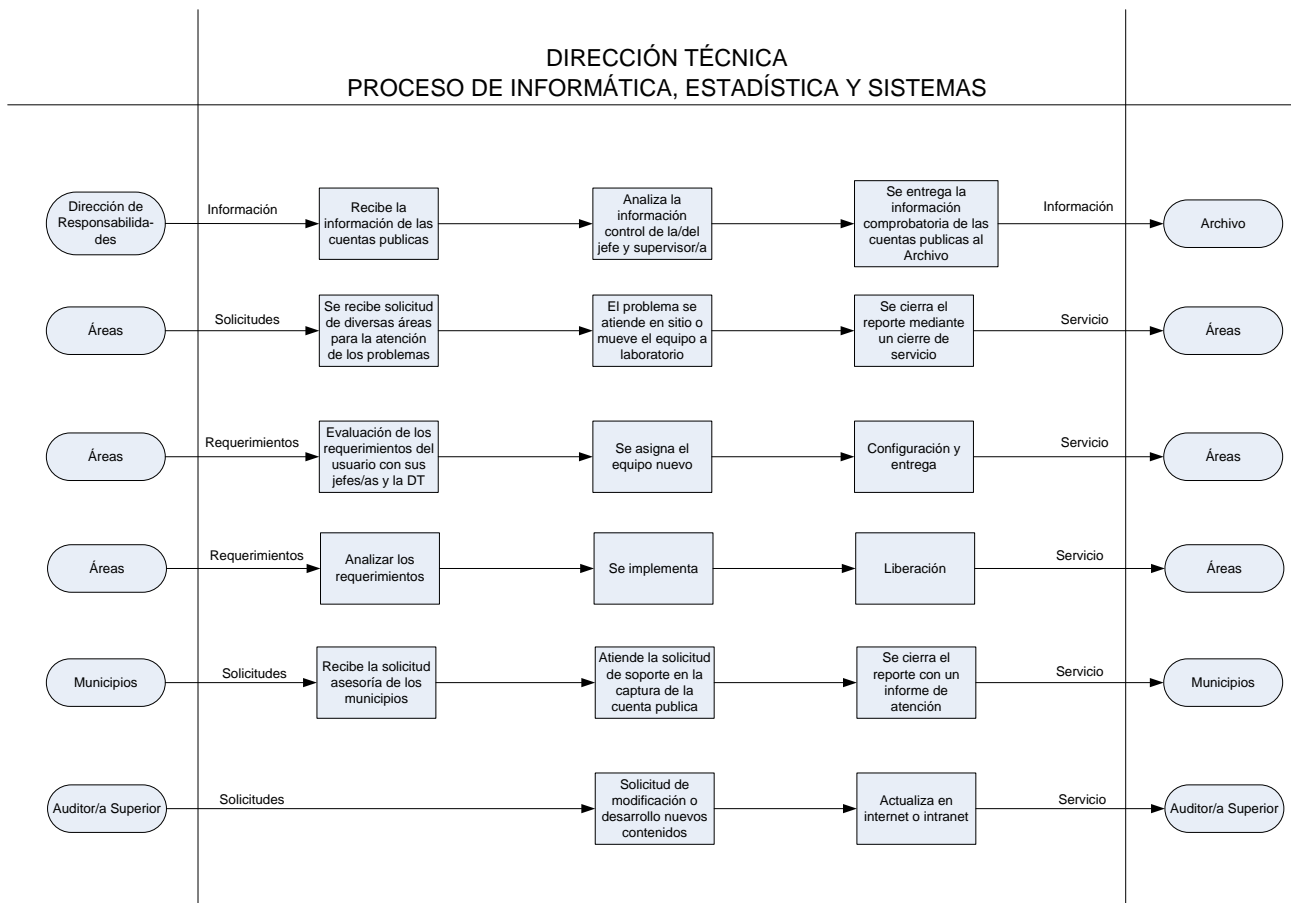 DIRECCIÓN TÉCNICA
PROCESO DE INFORMÁTICA, ESTADÍSTICA Y SISTEMAS
Dirección de
Responsabilida-
des
Información
Recibe la
información de las
cuentas publicas
Analiza la
información
control de la/del
jefe y supervisor/a
Se entrega la
información
comprobatoria de las
cuentas publicas al
Archivo
Información
Archivo
Áreas
Solicitudes
Se recibe solicitud
de diversas áreas
para la atención
de los problemas
El problema se
atiende en sitio o
mueve el equipo a
laboratorio
Se cierra el
reporte mediante
un cierre de
servicio
Servicio
Áreas
Áreas
Requerimientos
Evaluación de los
requerimientos del
usuario con sus
jefes/as y la DT
Se asigna el
equipo nuevo
Configuración y
entrega
Servicio
Áreas
Áreas
Requerimientos
Analizar los
requerimientos
Se implementa
Liberación
Servicio
Áreas
Municipios
Solicitudes
Recibe la solicitud
asesoría de los
municipios
Atiende la solicitud
de soporte en la
captura de la
cuenta publica
Se cierra el
reporte con un
informe de
atención
Servicio
Municipios
Auditor/a Superior
Solicitudes
Solicitud de
modificación o
desarrollo nuevos
contenidos
Actualiza en
internet o intranet
Servicio
Auditor/a Superior